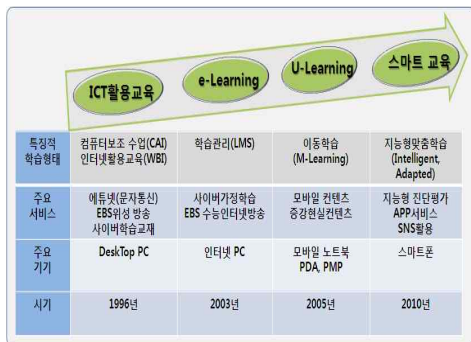 ICT활용교육
e-Learning
U-Learning
스마트 교육
특징적
학습형태
컴퓨터보조 수업(CAI)
인터넷활용교육(WBI)
학습관리(LMS)
이동학습
(M-Learning)
지능형맞춤학습
(Intelligent,
Adapted)
주요
서비스
에듀넷(문자통신)
EBS위성 방송
사이버학습교재
사이버가정학습
EBS 수능인터넷방송
모바일 컨텐츠
증강현실컨텐츠
지능형 진단평가
APP서비스
SNS활용
주요
기기
DeskTop PC
인터넷 PC
모바일 노트북
PDA, PMP
스마트폰
시기
1996년
2003년
2005년
2010년